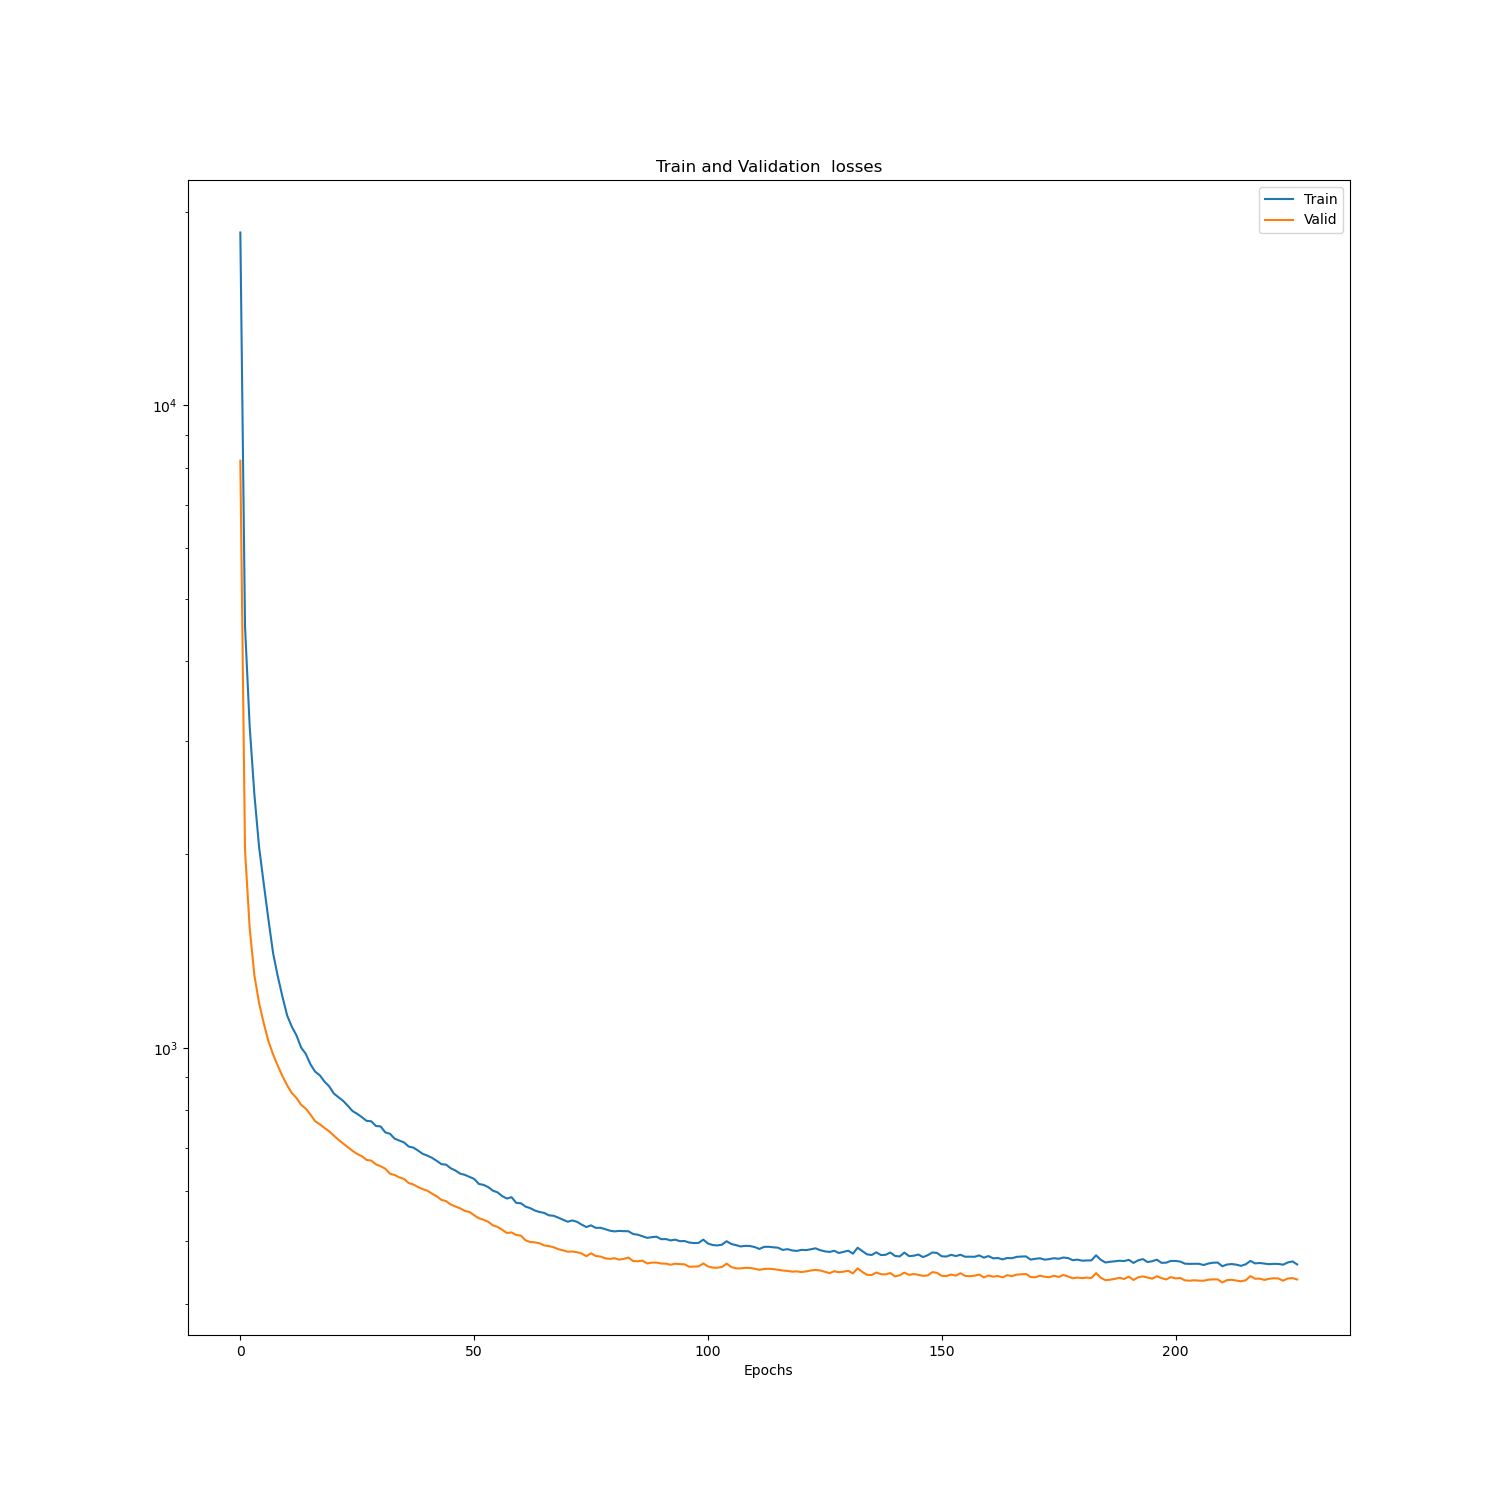 Train and Validation  losses
Train
Valid
10^4
10^3
0 50 100 150 200
Epochs